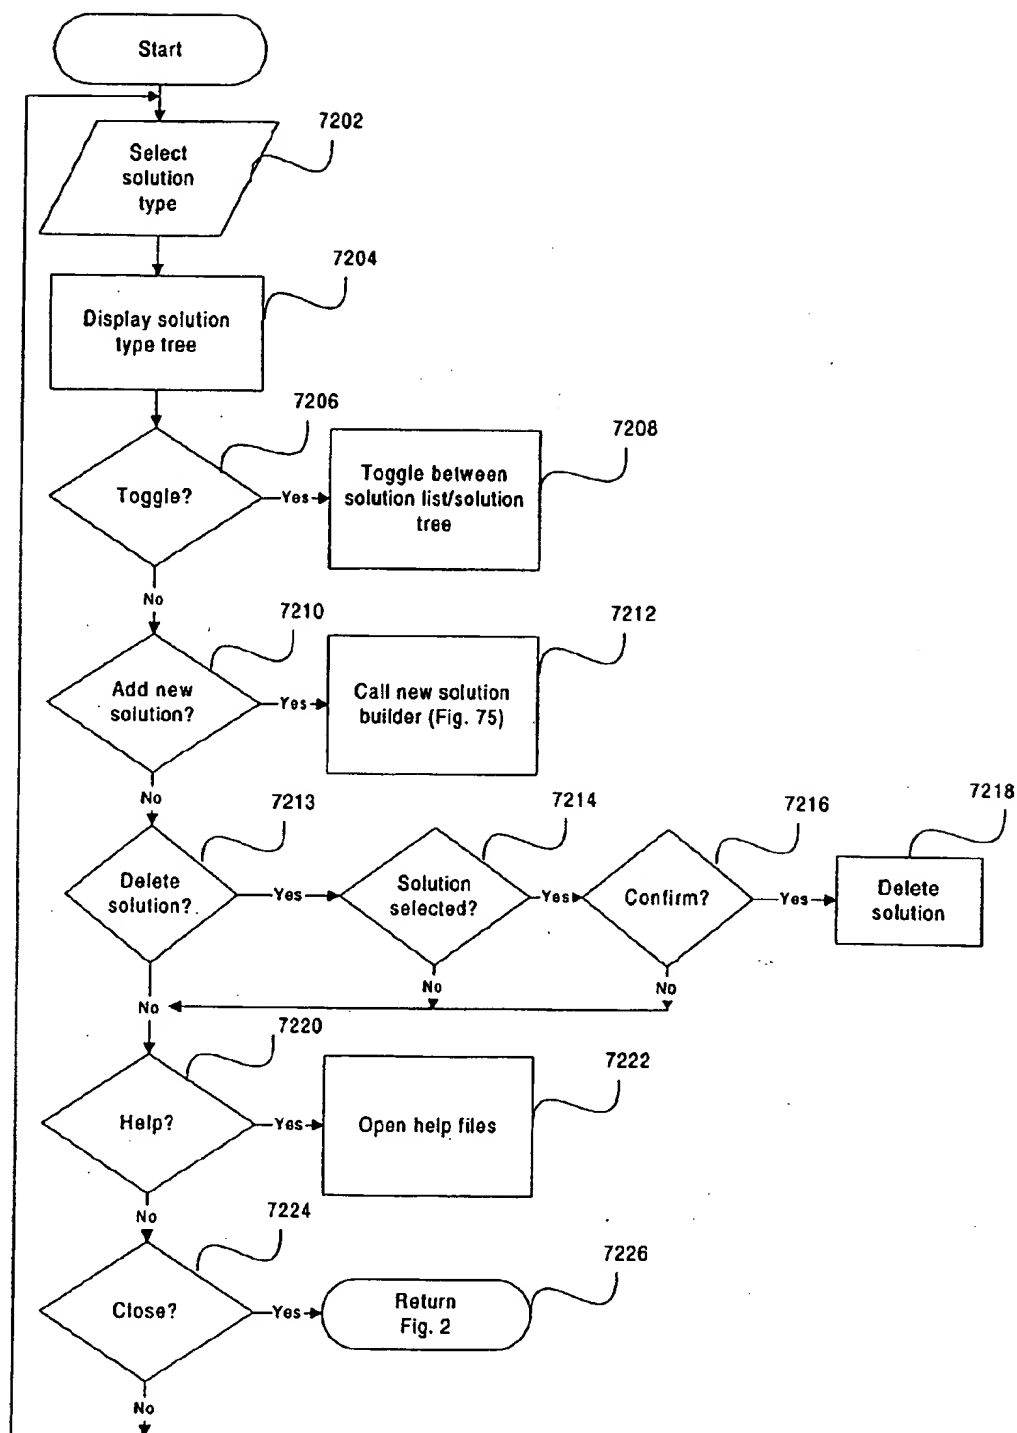 Start
7202
Select
solution
type
7204
Display solution
type tree
7206
Toggle?
Yes
7208
Toggle between
solution list/solution
tree
No
7210
Add new
solution?
Yes
7212
Call new solution
builder (Fig. 75)
No
7213
Delete
solution?
Yes
7214
Solution
selected?
Yes
7216
Confirm?
Yes
7218
Delete
solution
No
No
No
7220
Help?
Yes
7222
Open help files
No
7224
Close?
Yes
7226
Return
Fig. 2
No